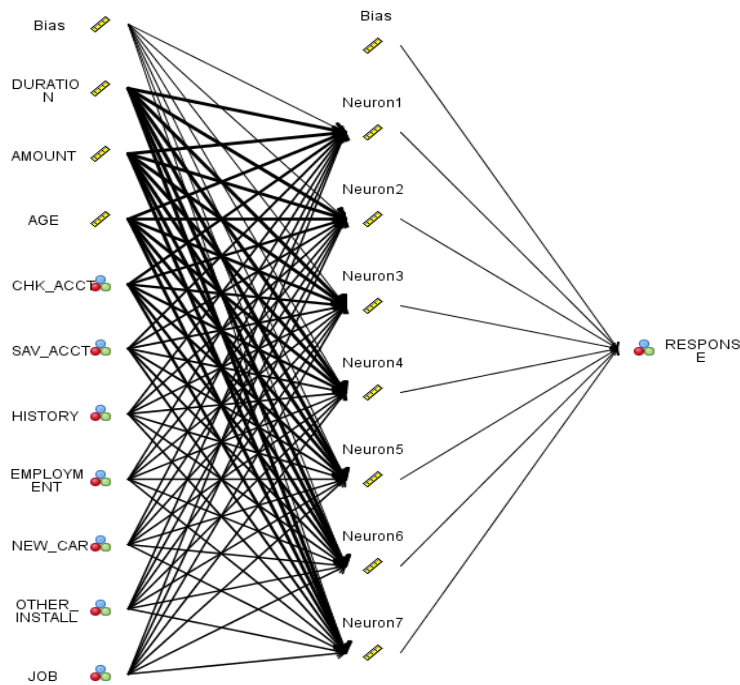 Bias
DURATIO
N
AMOUNT
AGE
CHK_ACCT
SAV_ACCT
HISTORY
EMPLOYM
ENT
NEW_CAR
OTHER_
INSTALL
JOB
Bias
Neuron1
Neuron2
Neuron3
Neuron4
Neuron5
Neuron6
Neuron7
RESPONS
E